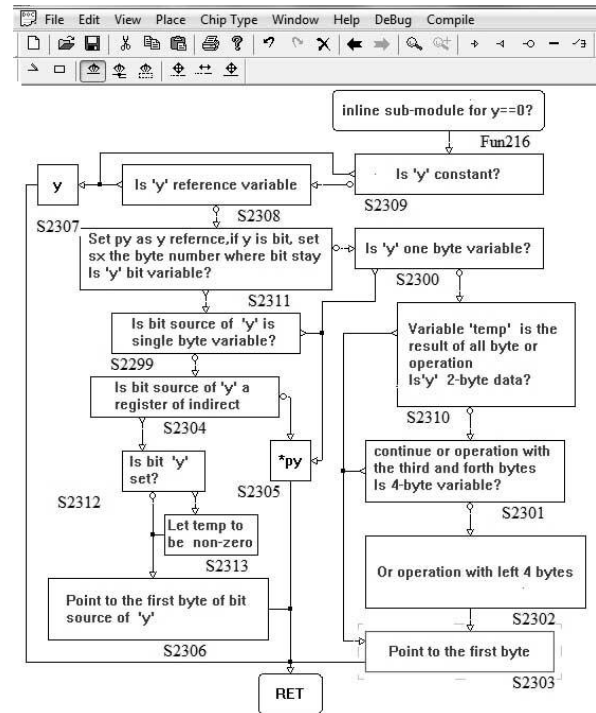 File Edit View Place Chip Type Window Help DeBug Compile
inline sub-module for y==0?
Fun216
y
Is 'y' reference variable
Is 'y' constant?
S2307
S2308
S2309
Set py as y refernce,if y is bit, set
sx the byte number where bit stay
Is 'y' bit variable?
Is 'y' one byte variable?
S2300
S2311
Is bit source of 'y' is
single byte variable?
S2299
Variable 'temp' is the
result of all byte or
operation
Is'y' 2-byte data?
S2310
Is bit source of 'y' a
register of indirect
S2304
*py
S2305
Is bit 'y'
set?
S2312
continue or operation with
the third and forth bytes
Is 4-byte variable?
S2301
Let temp to
be non-zero
S2313
Or operation with left 4 bytes
S2302
Point to the first byte of bit
source of 'y'
S2306
Point to the first byte
S2303
RET